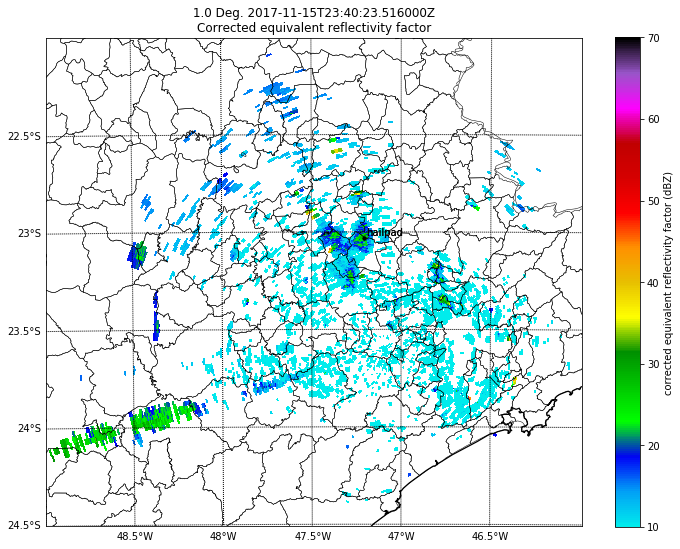 1.0 Deg. 2017-11-15T23:40:23.516000Z
Corrected equivalent reflectivity factor
70
60
50
40
30
20
10
corrected equivalent reflectivity factor (dBZ)
22.5°S
23°S
23.5°S
24°S
24.5°S
hailpad
48.5°W
48°W
47.5°W
47°W
46.5°W